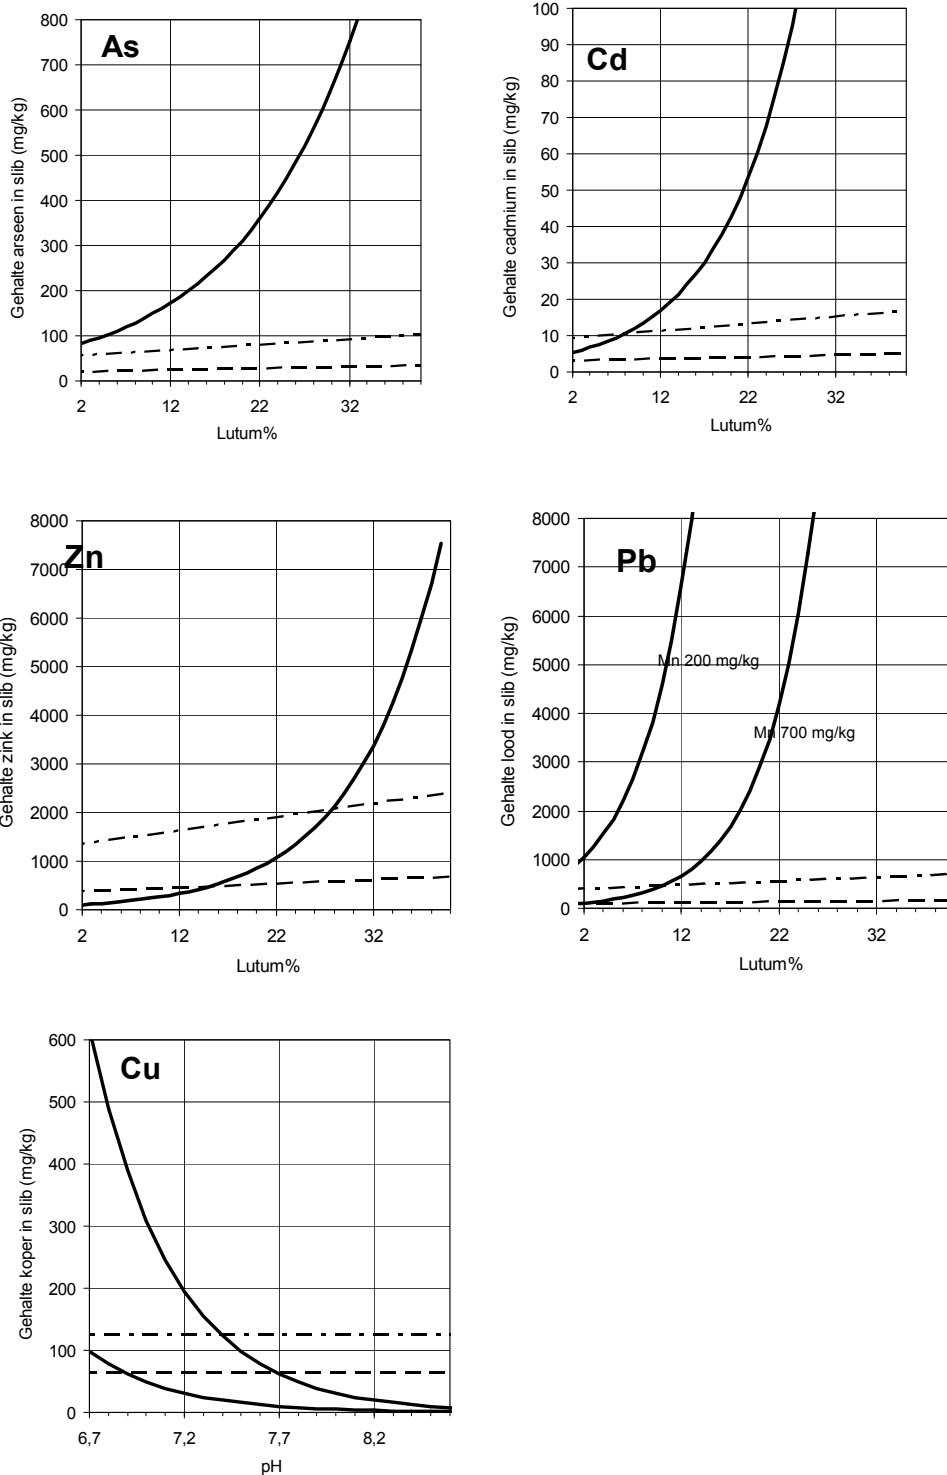 As
Gehalte arseen in slib (mg/kg)
800
700
600
500
400
300
200
100
0
2 12 22 32
Lutum%
Cd
Gehalte cadmium in slib (mg/kg)
100
90
80
70
60
50
40
30
20
10
0
2 12 22 32
Lutum%
Zn
Gehalte zink in slib (mg/kg)
8000
7000
6000
5000
4000
3000
2000
1000
0
2 12 22 32
Lutum%
Pb
Gehalte lood in slib (mg/kg)
8000
7000
6000
5000
4000
3000
2000
1000
0
Mn 200 mg/kg
Mn 700 mg/kg
2 12 22 32
Lutum%
Cu
Gehalte koper in slib (mg/kg)
600
500
400
300
200
100
0
6,7 7,2 7,7 8,2
pH